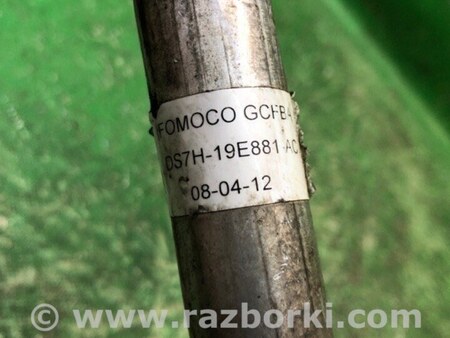 FOMOCO GCFB-
DS7H-19E881-AC
08-04-12
© www.razborki.com